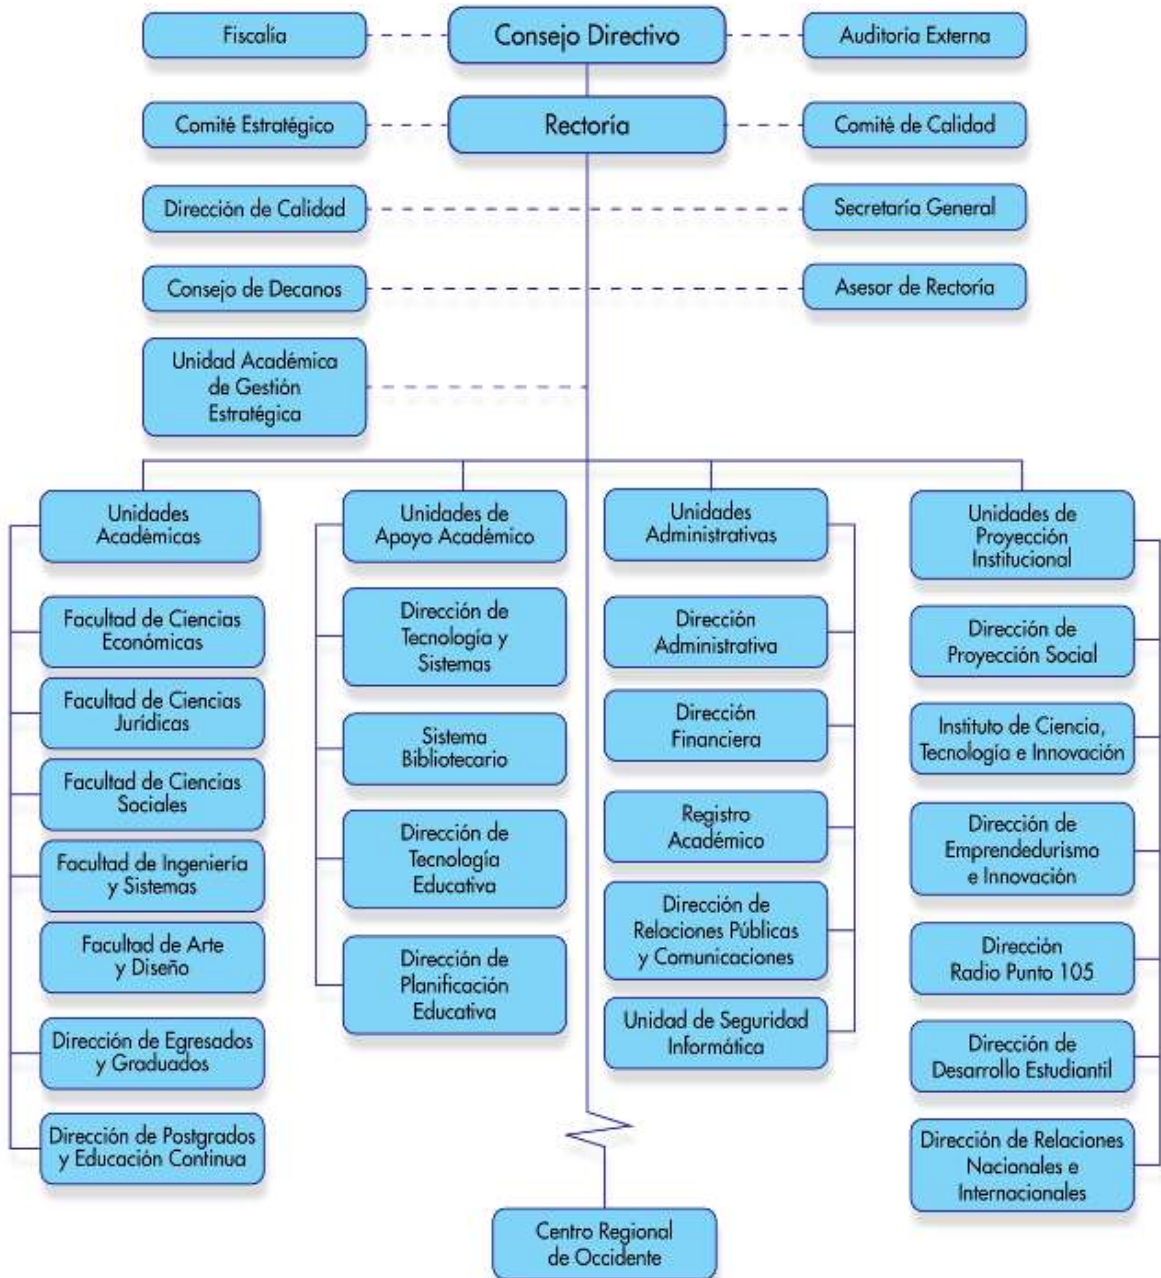 Fiscalía
Consejo Directivo
Auditoría Externa
Comité Estratégico
Rectoría
Comité de Calidad
Dirección de Calidad
Secretaría General
Consejo de Decanos
Asesor de Rectoría
Unidad Académica
de Gestión
Estratégica
Unidades
Académicas
Facultad de Ciencias
Económicas
Facultad de Ciencias
Jurídicas
Facultad de Ciencias
Sociales
Facultad de Ingeniería
y Sistemas
Facultad de Arte
y Diseño
Dirección de Egresados
y Graduados
Dirección de Postgrados
y Educación Continua
Unidades de
Apoyo Académico
Dirección de
Tecnología y
Sistemas
Sistema
Bibliotecario
Dirección de
Tecnología
Educativa
Dirección de
Planificación
Educativa
Unidades
Administrativas
Dirección
Administrativa
Dirección
Financiera
Registro
Académico
Dirección de
Relaciones Públicas
y Comunicaciones
Unidad de Seguridad
Informática
Unidades de
Proyección
Institucional
Dirección de
Proyección Social
Instituto de Ciencia,
Tecnología e Innovación
Dirección de
Emprendedurismo
e Innovación
Dirección
Radio Punto 105
Dirección de
Desarrollo Estudiantil
Dirección de Relaciones
Nacionales e
Internacionales
Centro Regional
de Occidente